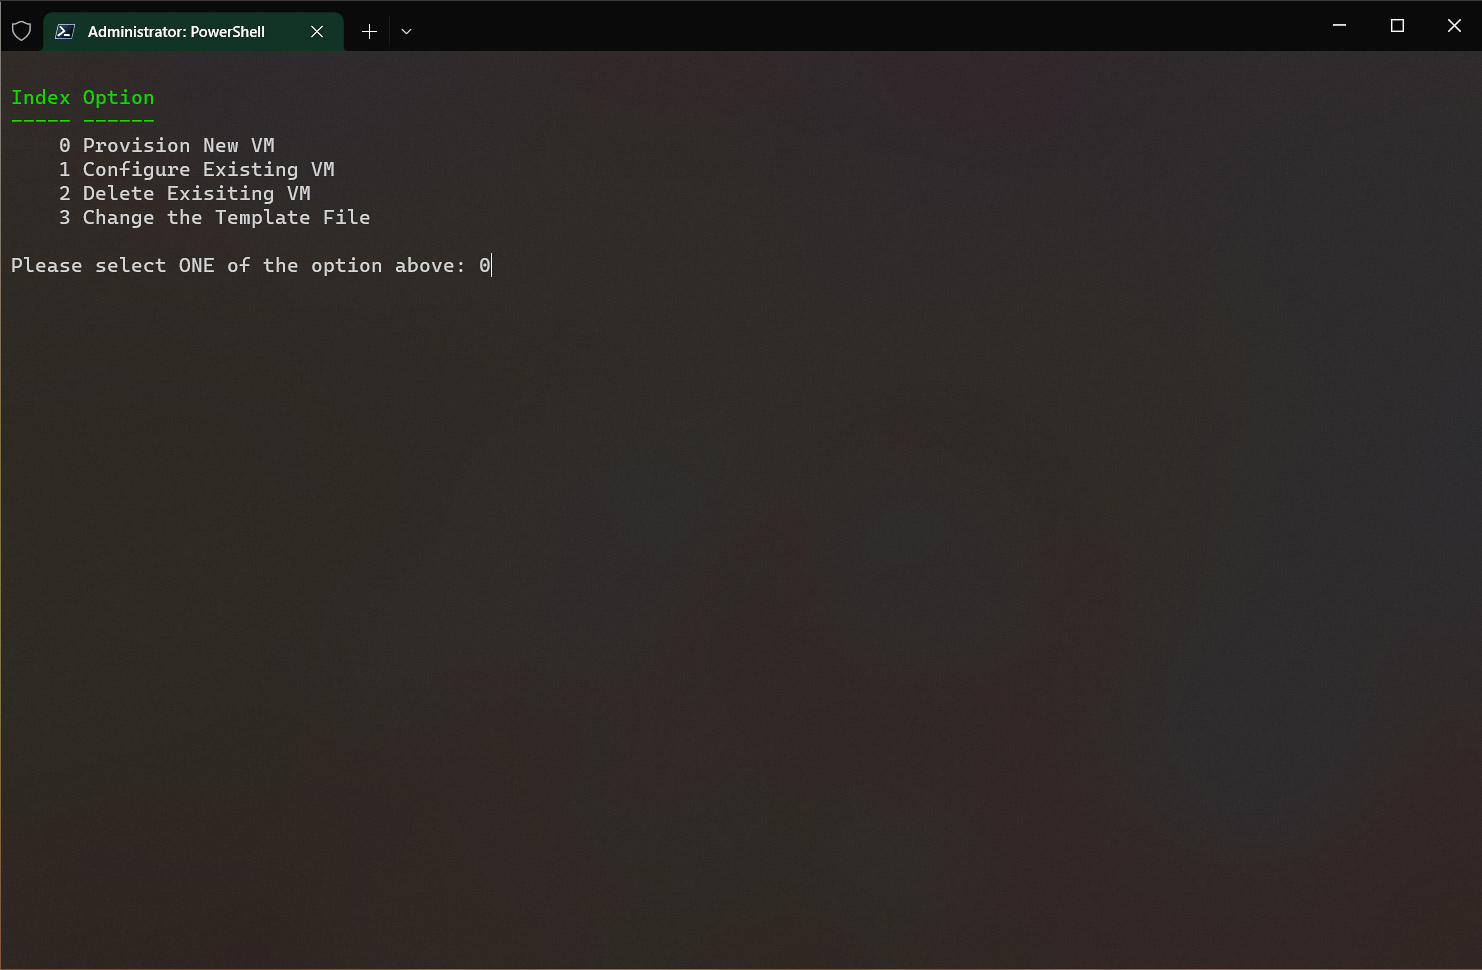 Administrator: PowerShell
Index Option
----- ------
    0 Provision New VM
    1 Configure Existing VM
    2 Delete Exisiting VM
    3 Change the Template File
Please select ONE of the option above: 0